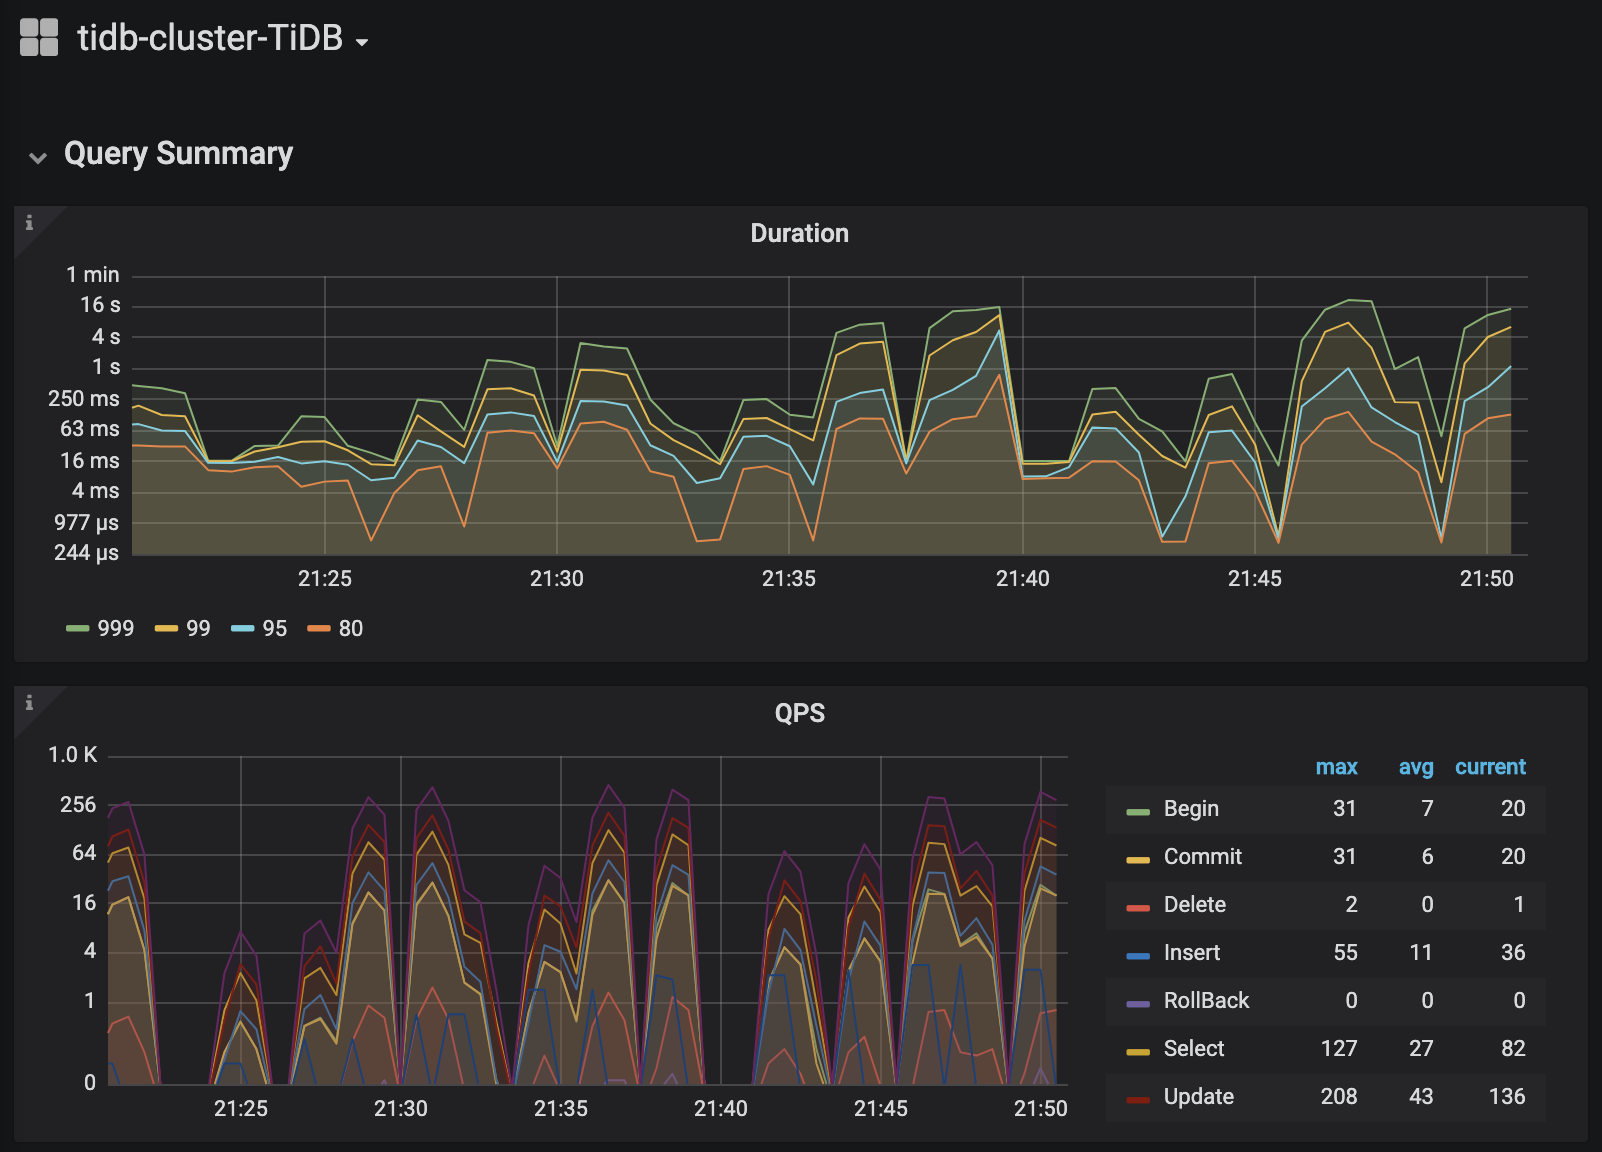 tidb-cluster-TiDB
Query Summary
i
Duration
1 min
16 s
4 s
1 s
250 ms
63 ms
16 ms
4 ms
977 µs
244 µs
21:25 21:30 21:35 21:40 21:45 21:50
999 99 95 80
i
QPS
1.0 K
256
64
16
4
1
0
21:25 21:30 21:35 21:40 21:45 21:50
max avg current
Begin 31 7 20
Commit 31 6 20
Delete 2 0 1
Insert 55 11 36
RollBack 0 0 0
Select 127 27 82
Update 208 43 136